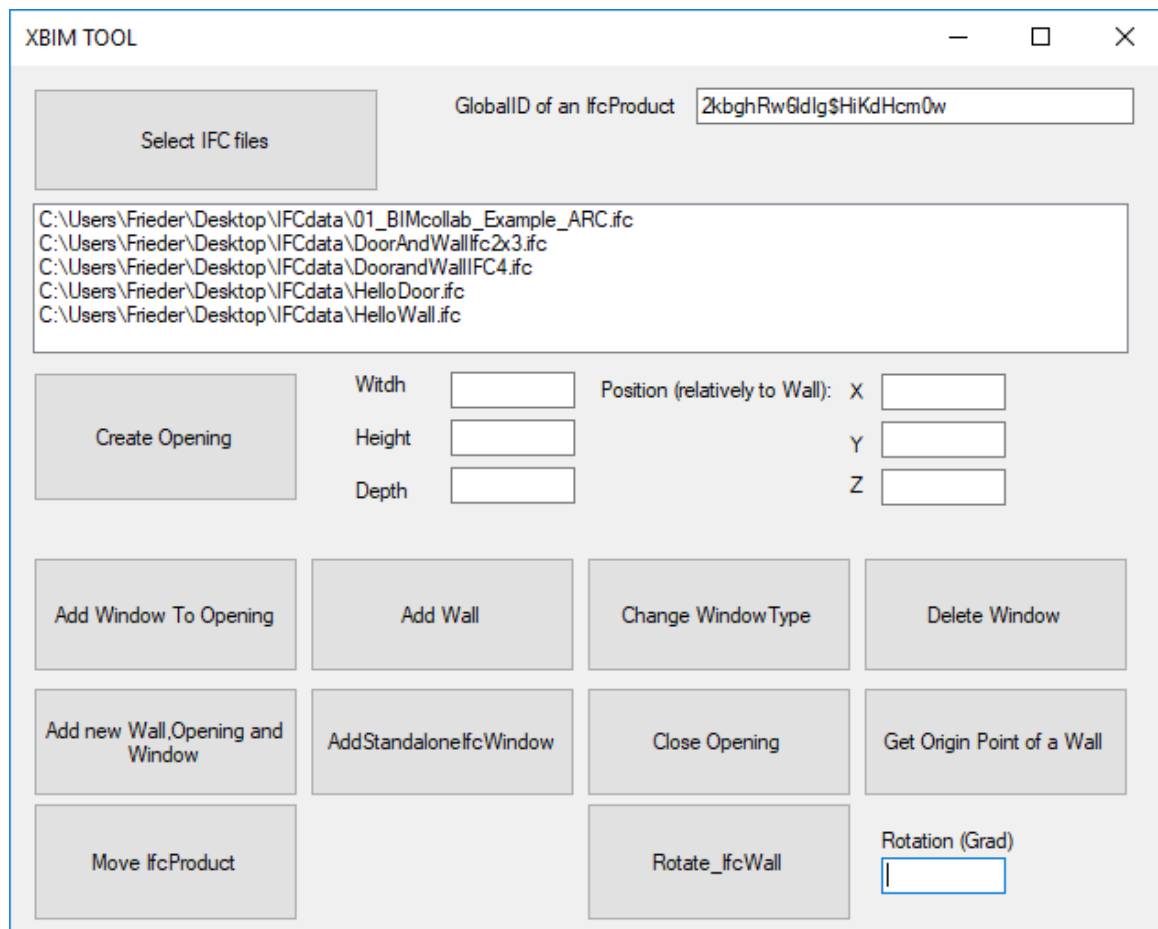 XBIM TOOL
Select IFC files
GlobalID of an IfcProduct
2kbghRw6ldlg$HiKdHcm0w
C:\Users\Frieder\Desktop\IFCdata\01_BIMcollab_Example_ARC.ifc
C:\Users\Frieder\Desktop\IFCdata\DoorAndWallIfc2x3.ifc
C:\Users\Frieder\Desktop\IFCdata\DoorandWallIFC4.ifc
C:\Users\Frieder\Desktop\IFCdata\HelloDoor.ifc
C:\Users\Frieder\Desktop\IFCdata\HelloWall.ifc
Create Opening
Witdh
Height
Depth
Position (relatively to Wall):
X
Y
Z
Add Window To Opening
Add Wall
Change WindowType
Delete Window
Add new Wall,Opening and
Window
AddStandaloneIfcWindow
Close Opening
Get Origin Point of a Wall
Move IfcProduct
Rotate_IfcWall
Rotation (Grad)